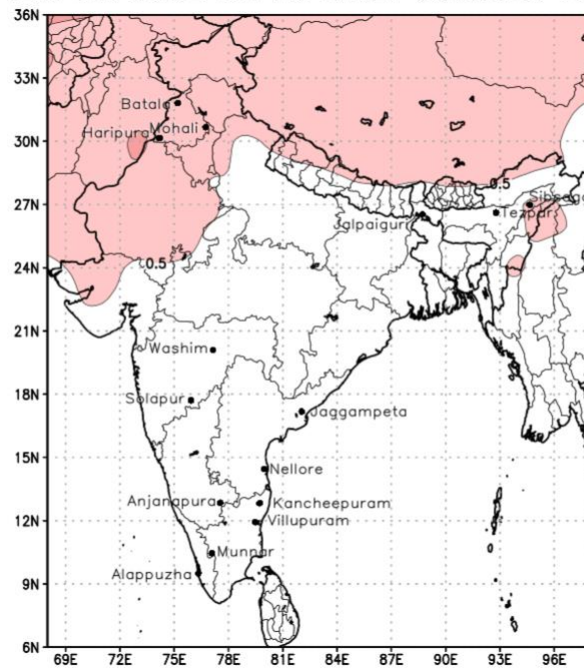 36N
33N
Batala
Mohali
Haripura
30N
0.5
27N
Sibsaga
Tezpur
Jalpaiguri
0.5
24N
21N
Washim
18N
Solapur
Jaggampeta
15N
Nellore
Anjanapura
Kancheepuram
12N
Villupuram
Munnar
Alappuzha
9N
6N
69E 72E 75E 78E 81E 84E 87E 90E 93E 96E